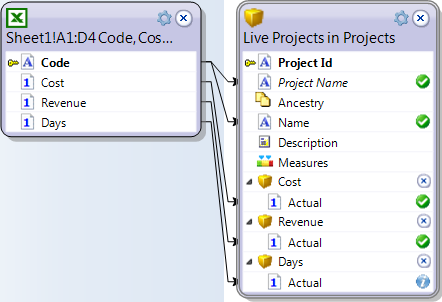 Sheet1!A1:D4 Code, Cos...
Code
Cost
Revenue
Days
Live Projects in Projects
Project Id
Project Name
Ancestry
Name
Description
Measures
Cost
Actual
Revenue
Actual
Days
Actual